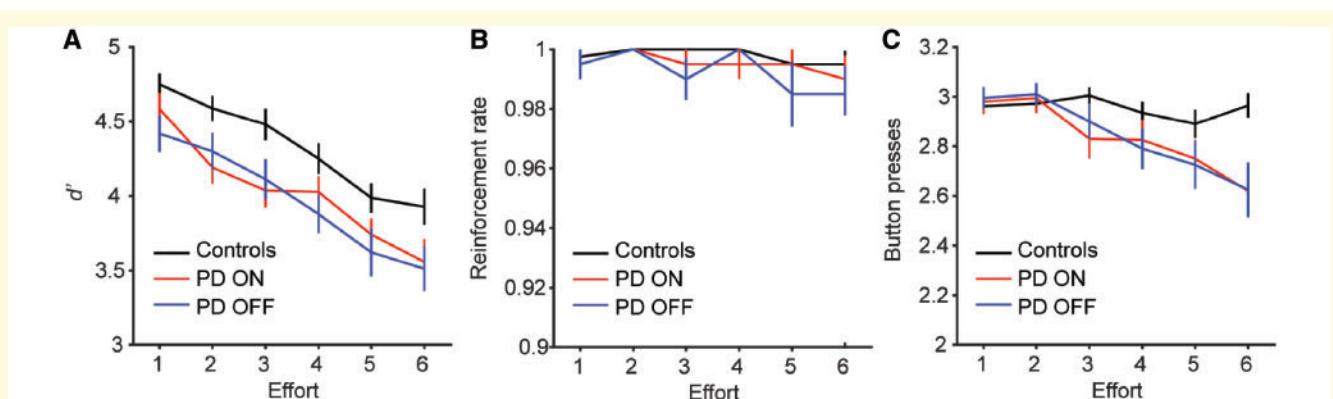 A
5
4.5
4
3.5
3
d'
Controls
PD ON
PD OFF
1 2 3 4 5 6
Effort
B
1
0.98
0.96
0.94
0.92
0.9
Reinforcement rate
Controls
PD ON
PD OFF
1 2 3 4 5 6
Effort
C
3.2
3
2.8
2.6
2.4
2.2
2
Button presses
Controls
PD ON
PD OFF
1 2 3 4 5 6
Effort